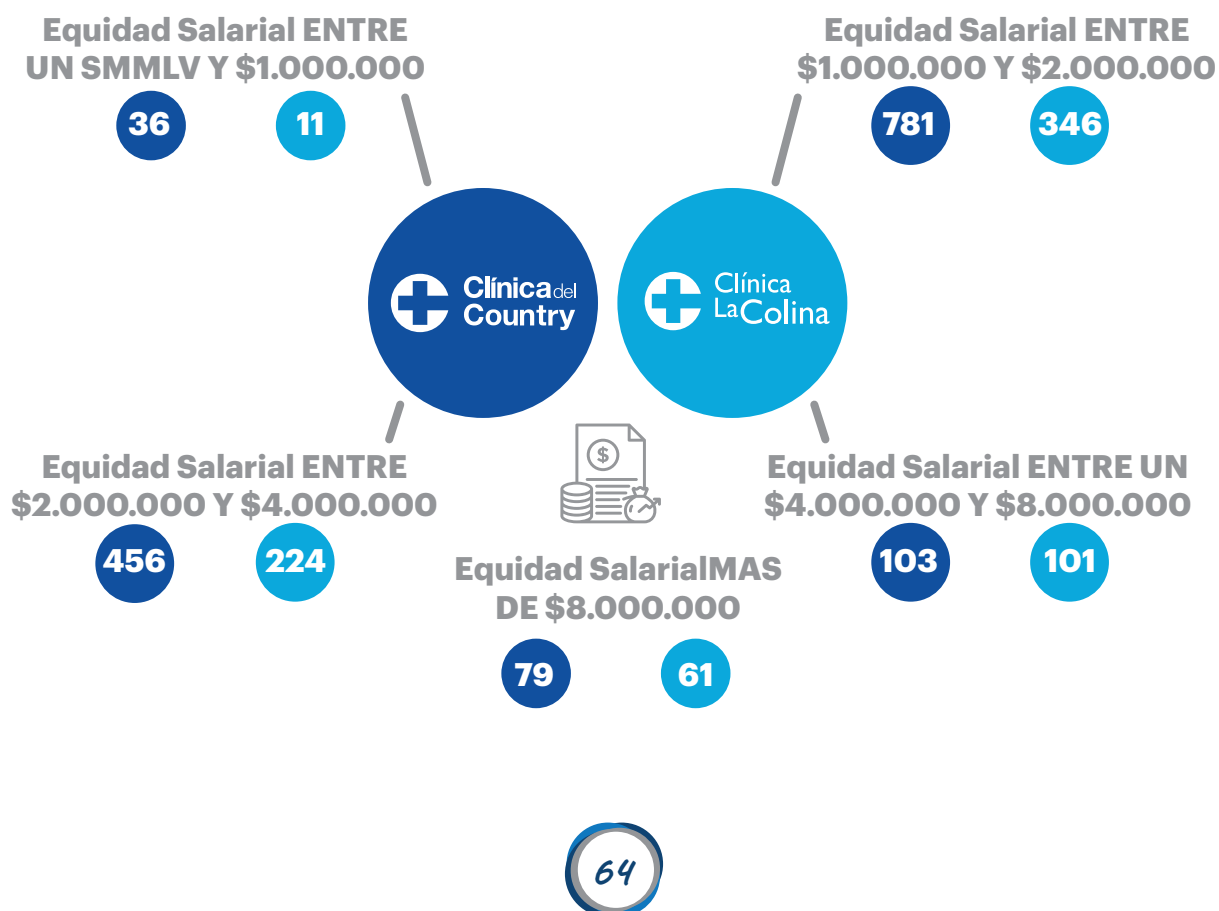 Equidad Salarial ENTRE
UN SMMLV Y $1.000.000
36 11
Equidad Salarial ENTRE
$1.000.000 Y $2.000.000
781 346
Clínica del
Country
Clínica
La Colina
Equidad Salarial ENTRE
$2.000.000 Y $4.000.000
456 224
$
Equidad Salarial ENTRE UN
$4.000.000 Y $8.000.000
103 101
Equidad SalarialMAS
DE $8.000.000
79 61
64